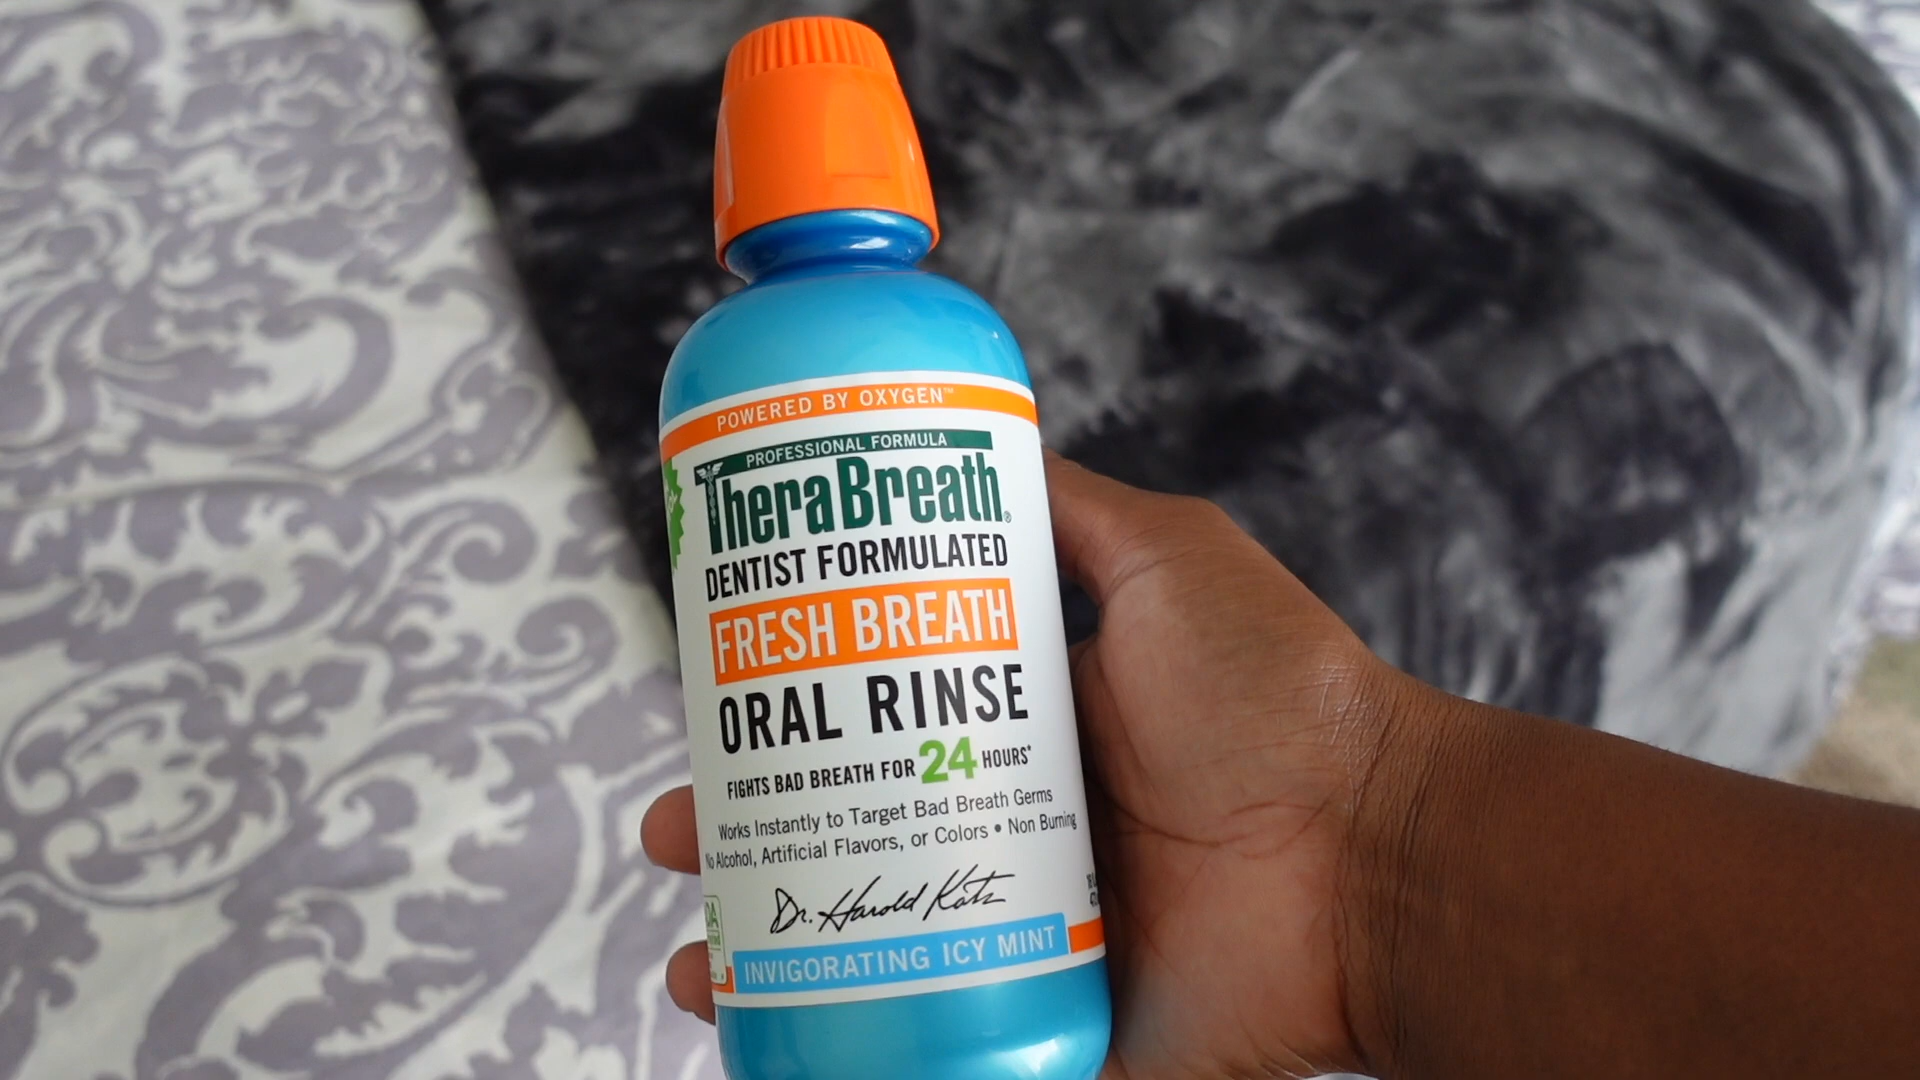 POWERED BY OXYGEN™
PROFESSIONAL FORMULA
TheraBreath®
DENTIST FORMULATED
FRESH BREATH
ORAL RINSE
FIGHTS BAD BREATH FOR 24 HOURS*
Works Instantly to Target Bad Breath Germs
No Alcohol, Artificial Flavors, or Colors • Non Burning
Dr. Harold Katz
INVIGORATING ICY MINT